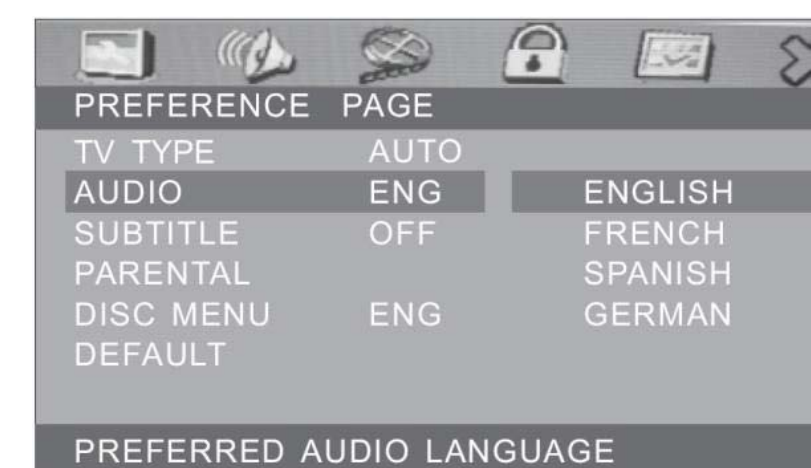 PREFERENCE PAGE
TV TYPE AUTO
AUDIO ENG ENGLISH
SUBTITLE OFF FRENCH
PARENTAL SPANISH
DISC MENU ENG GERMAN
DEFAULT
PREFERRED AUDIO LANGUAGE